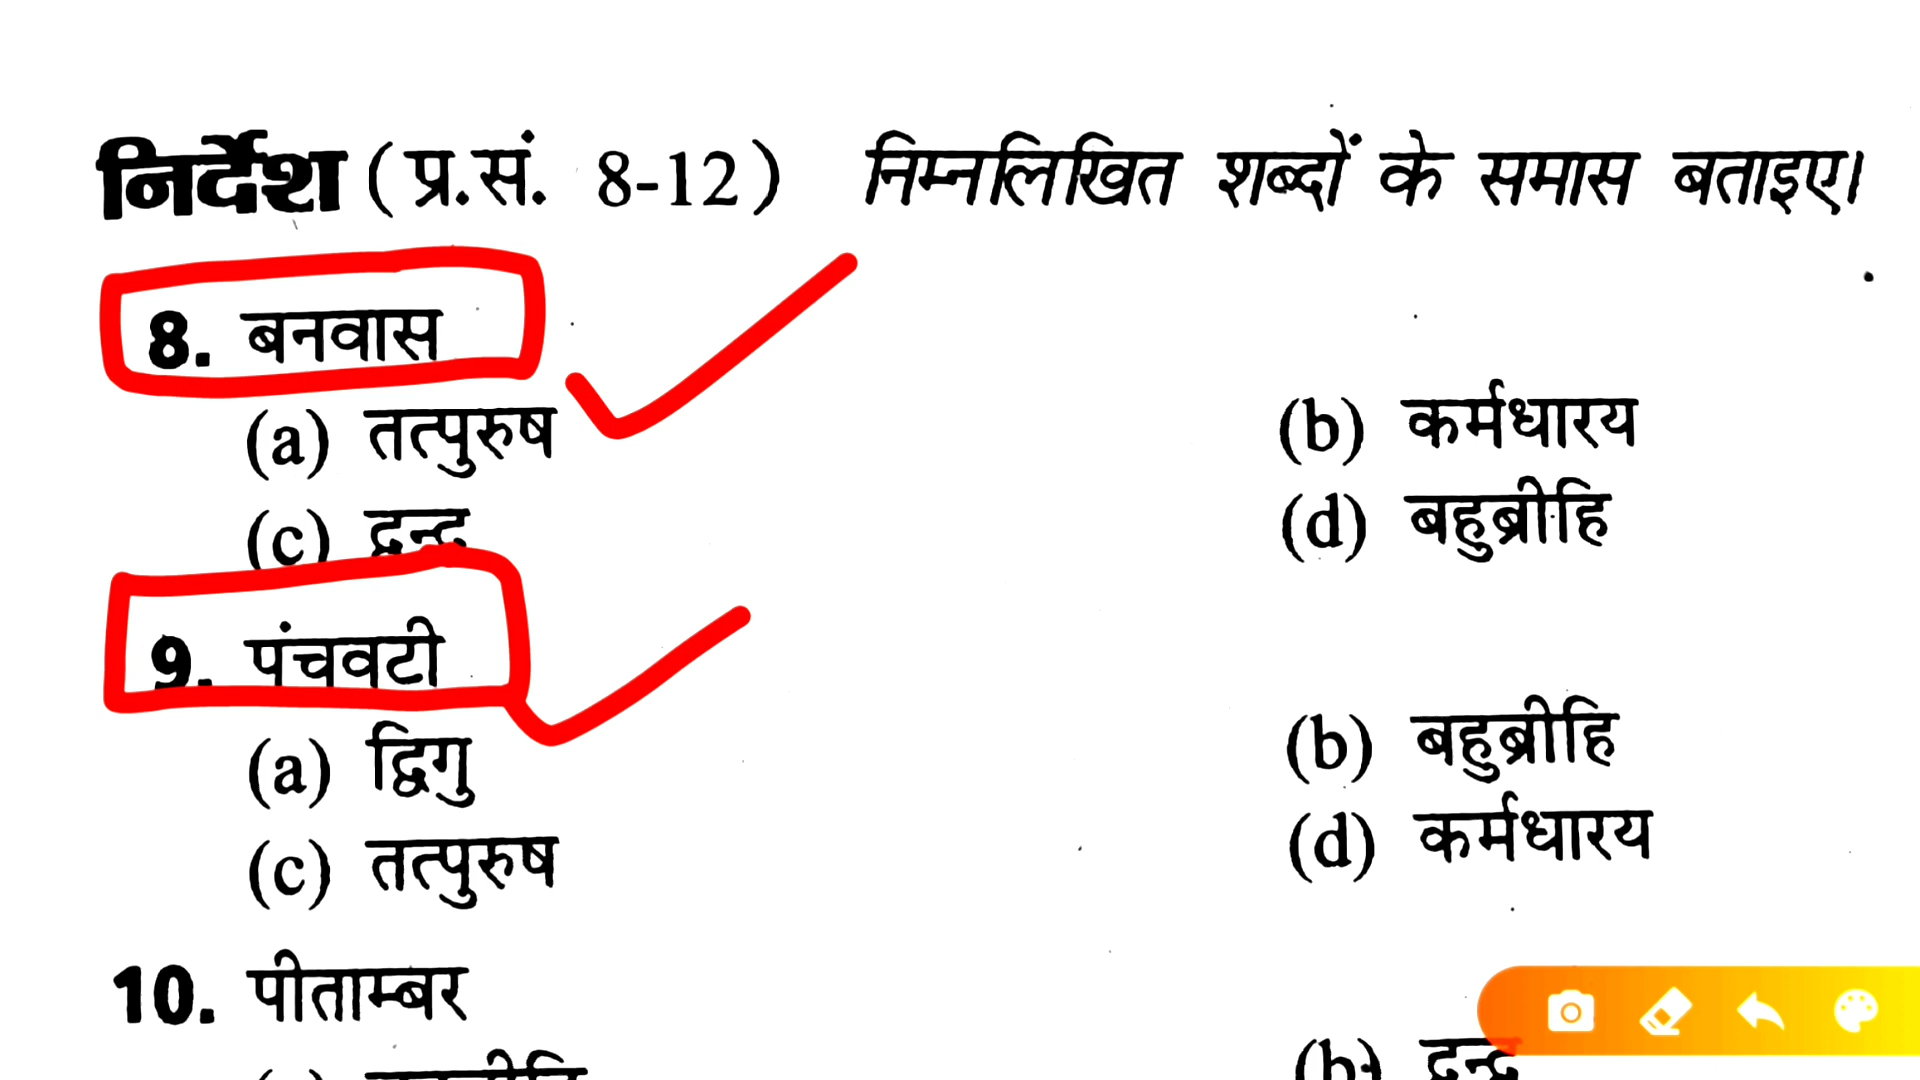 निर्देश (प्र.सं. 8-12) निम्नलिखित शब्दों के समास बताइए।
8. बनवास
(a) तत्पुरुष (b) कर्मधारय
(c) द्वन्द्व (d) बहुब्रीहि
9. पंचवटी
(a) द्विगु (b) बहुब्रीहि
(c) तत्पुरुष (d) कर्मधारय
10. पीताम्बर
(b) द्वन्द्व